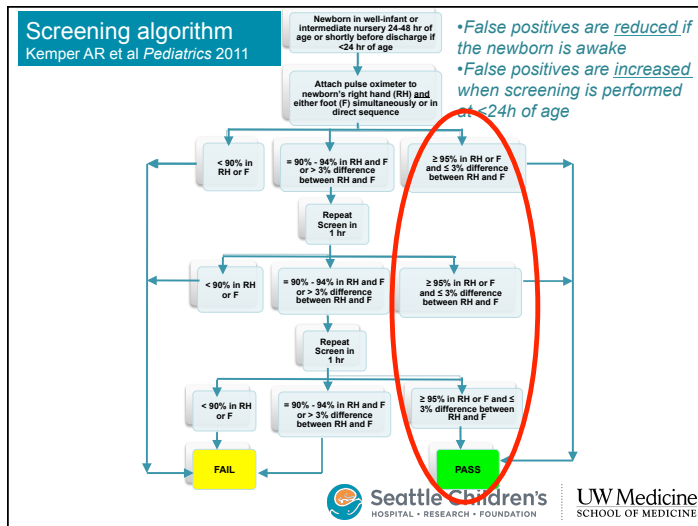 Screening algorithm
Kemper AR et al Pediatrics 2011
Newborn in well-infant or
intermediate nursery 24-48 hr of
age or shortly before discharge if
<24 hr of age
•False positives are reduced if
the newborn is awake
•False positives are increased
when screening is performed
at <24h of age
Attach pulse oximeter to
newborn's right hand (RH) and
either foot (F) simultaneously or in
direct sequence
< 90% in
RH or F
= 90% - 94% in RH and F
or > 3% difference
between RH and F
≥ 95% in RH or F
and ≤ 3% difference
between RH and F
Repeat
Screen in
1 hr
< 90% in RH
or F
= 90% - 94% in RH and F
or > 3% difference
between RH and F
≥ 95% in RH or F
and ≤ 3% difference
between RH and F
Repeat
Screen in
1 hr
< 90% in RH
or F
= 90% - 94% in RH and F
or > 3% difference
between RH and F
≥ 95% in RH or F and ≤
3% difference between
RH and F
FAIL
PASS
Seattle Children's
HOSPITAL • RESEARCH • FOUNDATION
UW Medicine
SCHOOL OF MEDICINE